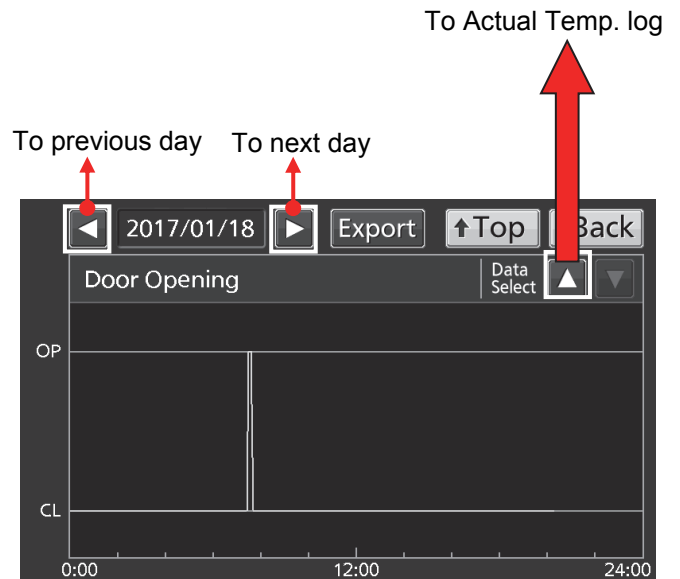 To Actual Temp. log
To previous day
To next day
2017/01/18
Export
Top
Back
Door Opening
Data
Select
OP
CL
0:00
12:00
24:00